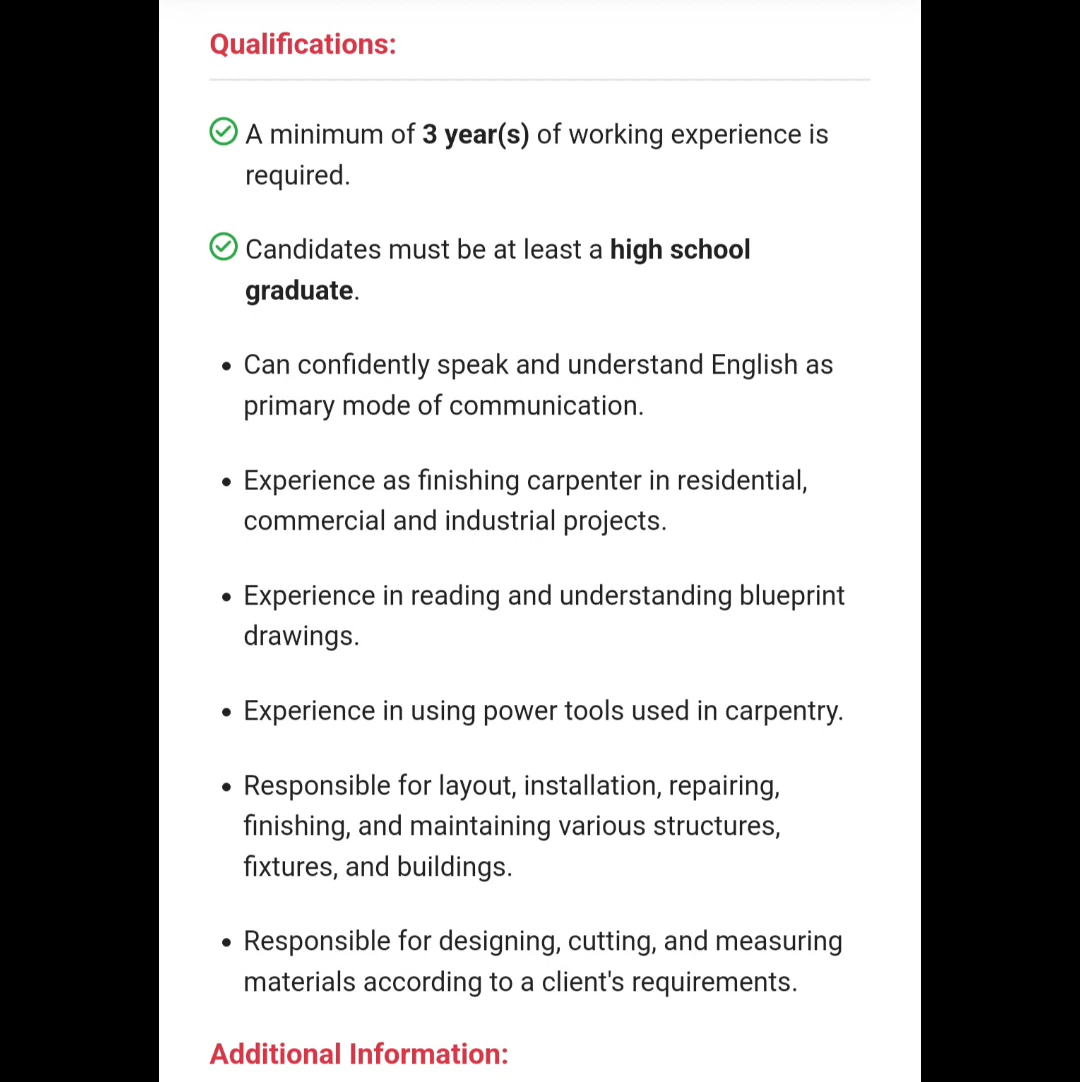 Qualifications:
A minimum of 3 year(s) of working experience is
required.
Candidates must be at least a high school
graduate.
• Can confidently speak and understand English as
primary mode of communication.
• Experience as finishing carpenter in residential,
commercial and industrial projects.
• Experience in reading and understanding blueprint
drawings.
• Experience in using power tools used in carpentry.
• Responsible for layout, installation, repairing,
finishing, and maintaining various structures,
fixtures, and buildings.
• Responsible for designing, cutting, and measuring
materials according to a client's requirements.
Additional Information: